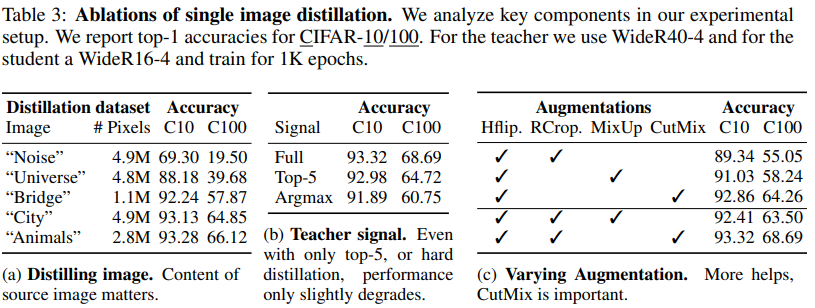 Table 3: Ablations of single image distillation. We analyze key components in our experimental
setup. We report top-1 accuracies for CIFAR-10/100. For the teacher we use WideR40-4 and for the
student a WideR16-4 and train for 1K epochs.
Distillation dataset Accuracy
Image # Pixels C10 C100
“Noise” 4.9M 69.30 19.50
“Universe” 4.8M 88.18 39.68
“Bridge” 1.1M 92.24 57.87
“City” 4.9M 93.13 64.85
“Animals” 2.8M 93.28 66.12
(a) Distilling image. Content of
source image matters.
Accuracy
Signal C10 C100
Full 93.32 68.69
Top-5 92.98 64.72
Argmax 91.89 60.75
(b) Teacher signal. Even
with only top-5, or hard
distillation, performance
only slightly degrades.
Augmentations Accuracy
Hflip. RCrop. MixUp CutMix C10 C100
✓ ✓ 89.34 55.05
✓ ✓ 91.03 58.24
✓ ✓ 92.86 64.26
✓ ✓ ✓ 92.41 63.50
✓ ✓ ✓ 93.32 68.69
(c) Varying Augmentation. More helps,
CutMix is important.